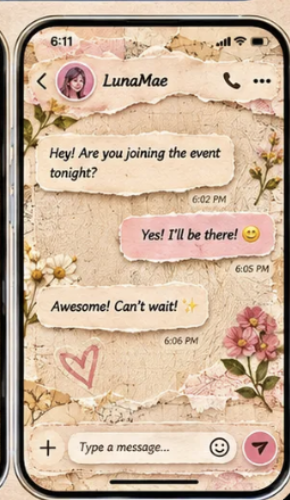 6:11
LunaMae
Hey! Are you joining the event
tonight?
6:02 PM
Yes! I'll be there! 😄
6:05 PM
Awesome! Can't wait! ✨
6:06 PM
Type a message...